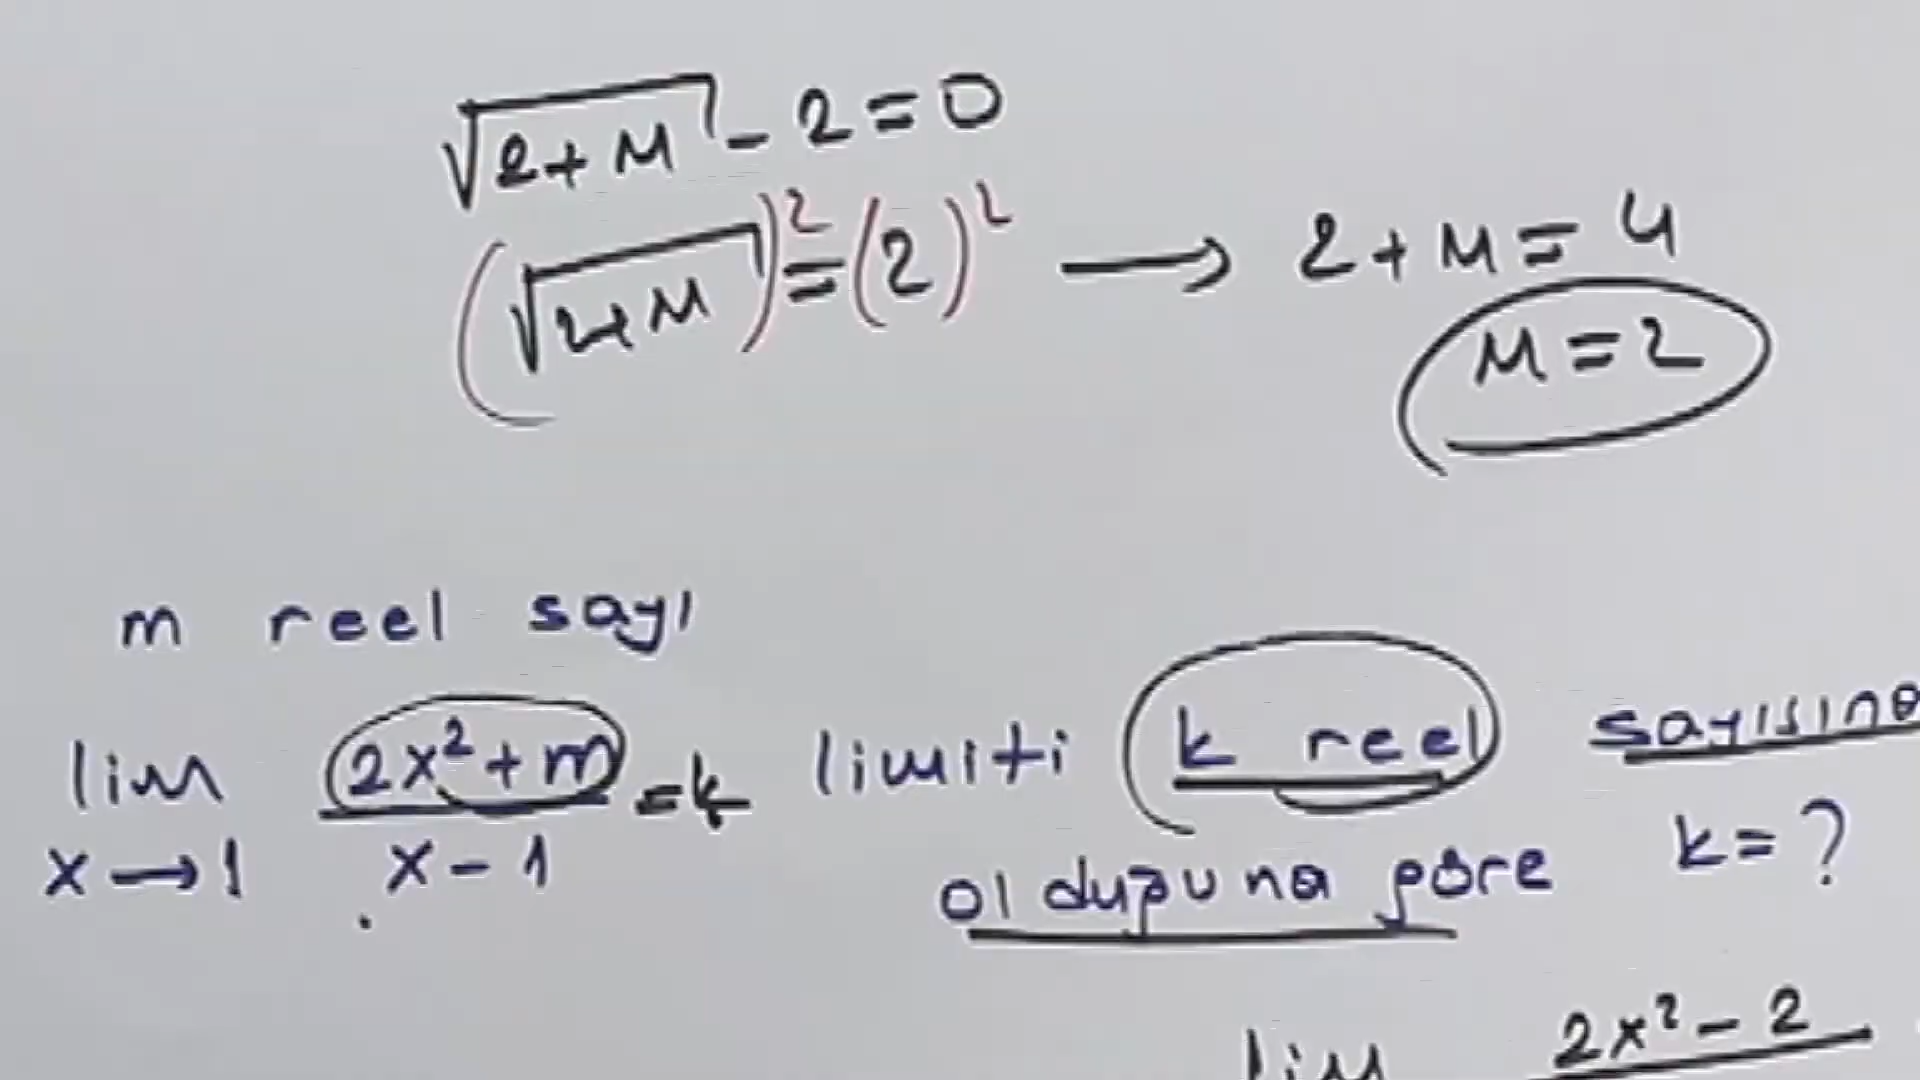 √(2+M) - 2 = 0
(√(2+M))² = (2)² → 2+M = 4
M = 2
m reel sayı
lim x→1 (2x²+m)/(x-1) = k limiti k reel sayısına
olduğuna göre k = ?
lim 2x² - 2